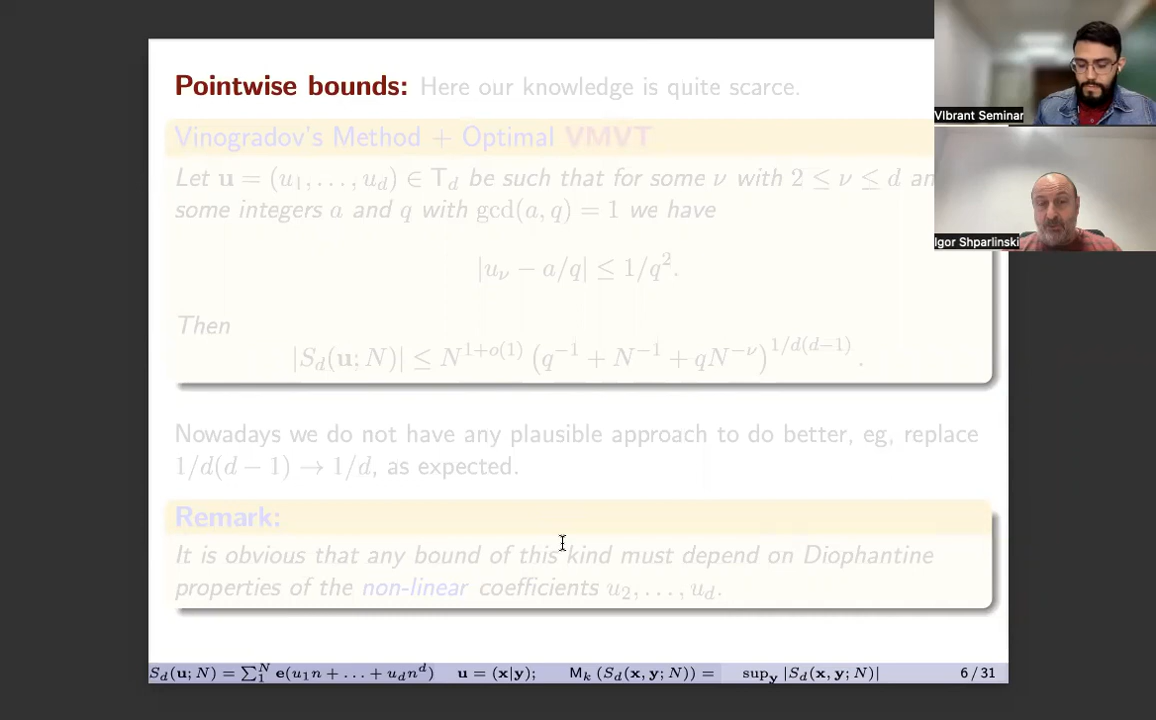 Pointwise bounds: Here our knowledge is quite scarce.
Vinogradov's Method + Optimal VMVT
Let u = (u₁, . . . , u_d) ∈ T_d be such that for some ν with 2 ≤ ν ≤ d an
some integers a and q with gcd(a, q) = 1 we have
|u_ν − a/q| ≤ 1/q².
Then
|S_d(u; N)| ≤ N^{1+o(1)} (q^{−1} + N^{−1} + qN^{−ν})^{1/d(d−1)} .
Nowadays we do not have any plausible approach to do better, eg, replace
1/d(d − 1) → 1/d, as expected.
Remark:
It is obvious that any bound of this kind must depend on Diophantine
properties of the non-linear coefficients u₂, . . . , u_d.
S_d(u; N) = ∑₁^N e(u₁n + . . . + u_d n^d) u = (x|y); M_k (S_d(x, y; N)) = sup_y |S_d(x, y; N)| 6 / 31
VIbrant Seminar
Igor Shparlinski